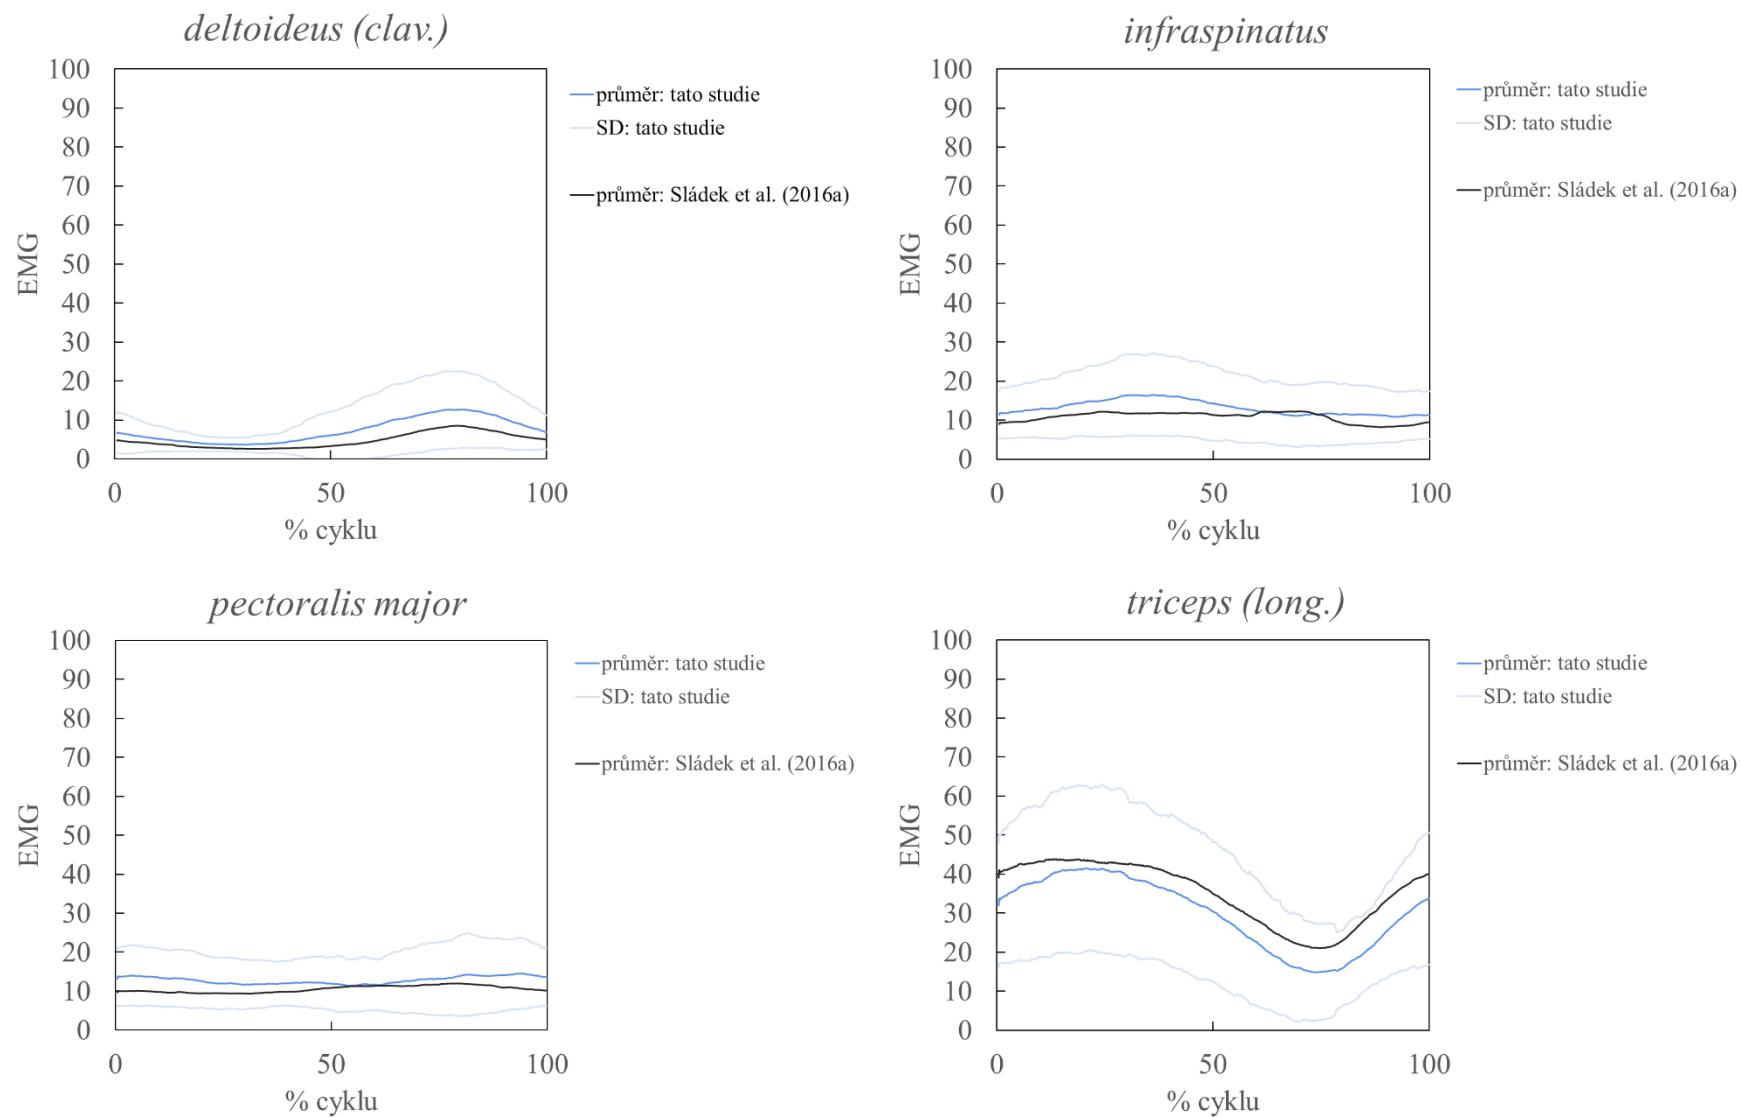 deltoideus (clav.)
100
90
80
70
60
50
40
30
20
10
0
EMG
0 50 100
% cyklu
průměr: tato studie
SD: tato studie
průměr: Sládek et al. (2016a)
infraspinatus
100
90
80
70
60
50
40
30
20
10
0
EMG
0 50 100
% cyklu
průměr: tato studie
SD: tato studie
průměr: Sládek et al. (2016a)
pectoralis major
100
90
80
70
60
50
40
30
20
10
0
EMG
0 50 100
% cyklu
průměr: tato studie
SD: tato studie
průměr: Sládek et al. (2016a)
triceps (long.)
100
90
80
70
60
50
40
30
20
10
0
EMG
0 50 100
% cyklu
průměr: tato studie
SD: tato studie
průměr: Sládek et al. (2016a)